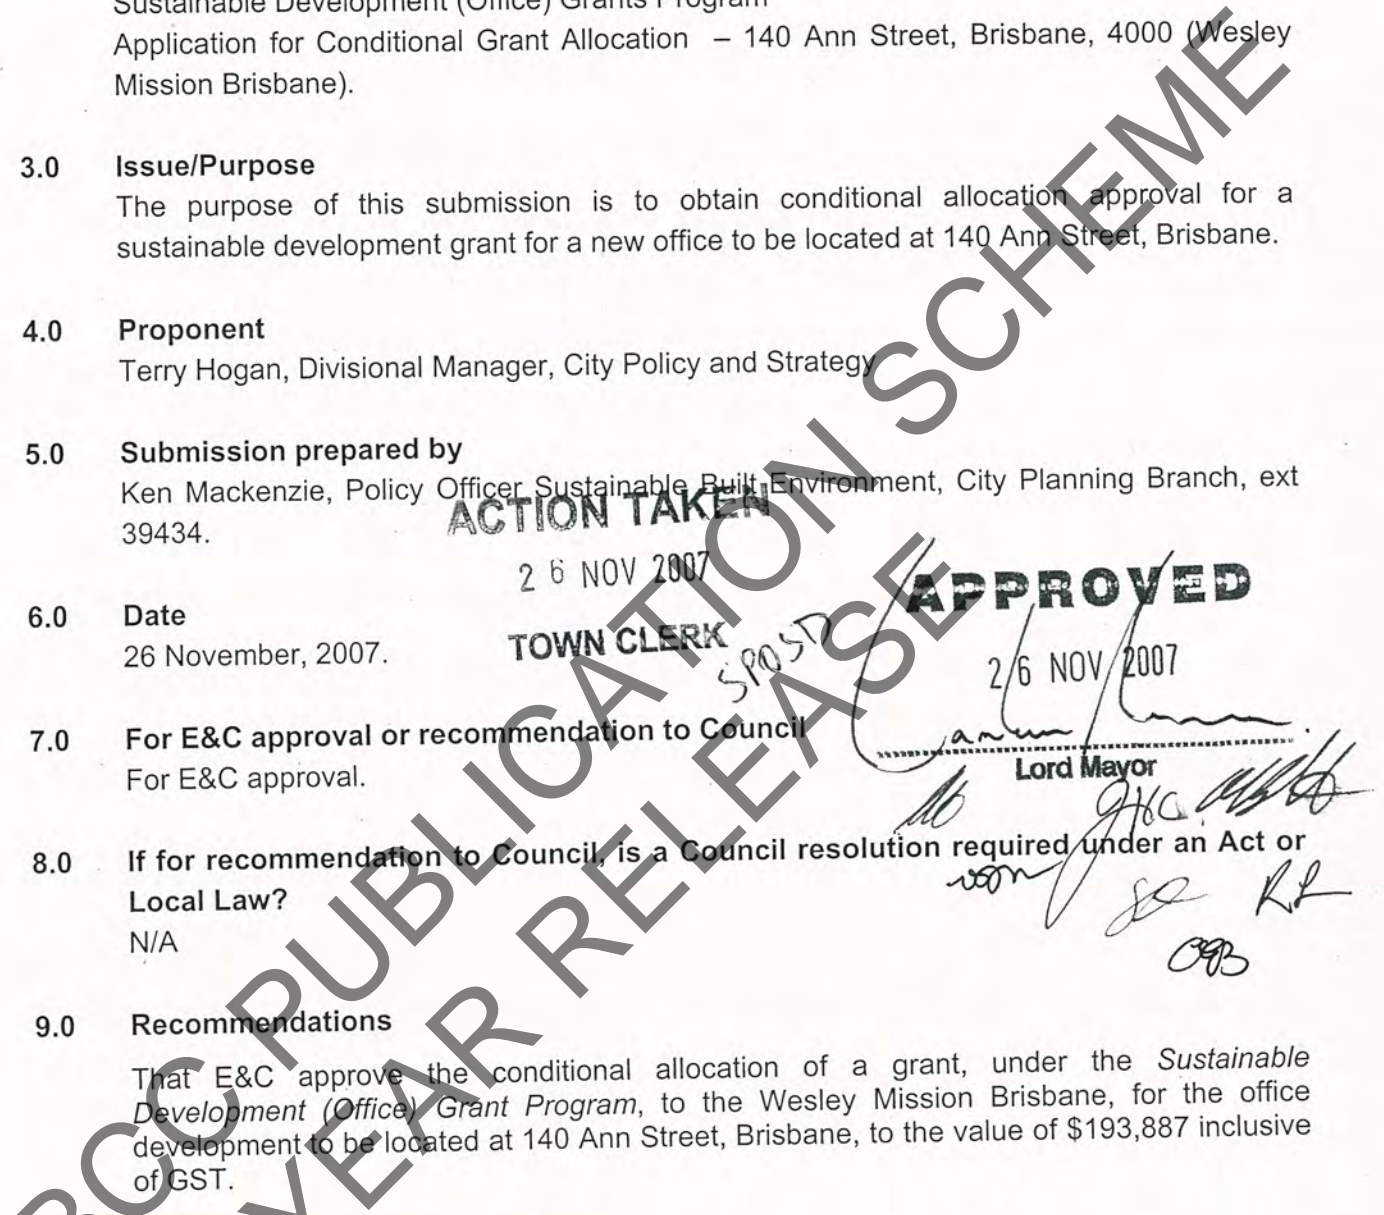 Sustainable Development (Office) Grants Program
Application for Conditional Grant Allocation – 140 Ann Street, Brisbane, 4000 (Wesley
Mission Brisbane).
3.0 Issue/Purpose
The purpose of this submission is to obtain conditional allocation approval for a
sustainable development grant for a new office to be located at 140 Ann Street, Brisbane.
4.0 Proponent
Terry Hogan, Divisional Manager, City Policy and Strategy
5.0 Submission prepared by
Ken Mackenzie, Policy Officer Sustainable Built Environment, City Planning Branch, ext
39434.
ACTION TAKEN
26 NOV 2007
TOWN CLERK
APPROVED
26 NOV 2007
Lord Mayor
6.0 Date
26 November, 2007.
7.0 For E&C approval or recommendation to Council
For E&C approval.
8.0 If for recommendation to Council, is a Council resolution required under an Act or
Local Law?
N/A
RL
9.0 Recommendations
That E&C approve the conditional allocation of a grant, under the Sustainable
Development (Office) Grant Program, to the Wesley Mission Brisbane, for the office
development to be located at 140 Ann Street, Brisbane, to the value of $193,887 inclusive
of GST.
BCC PUBLICATION SCHEME
YEAR RELEASE